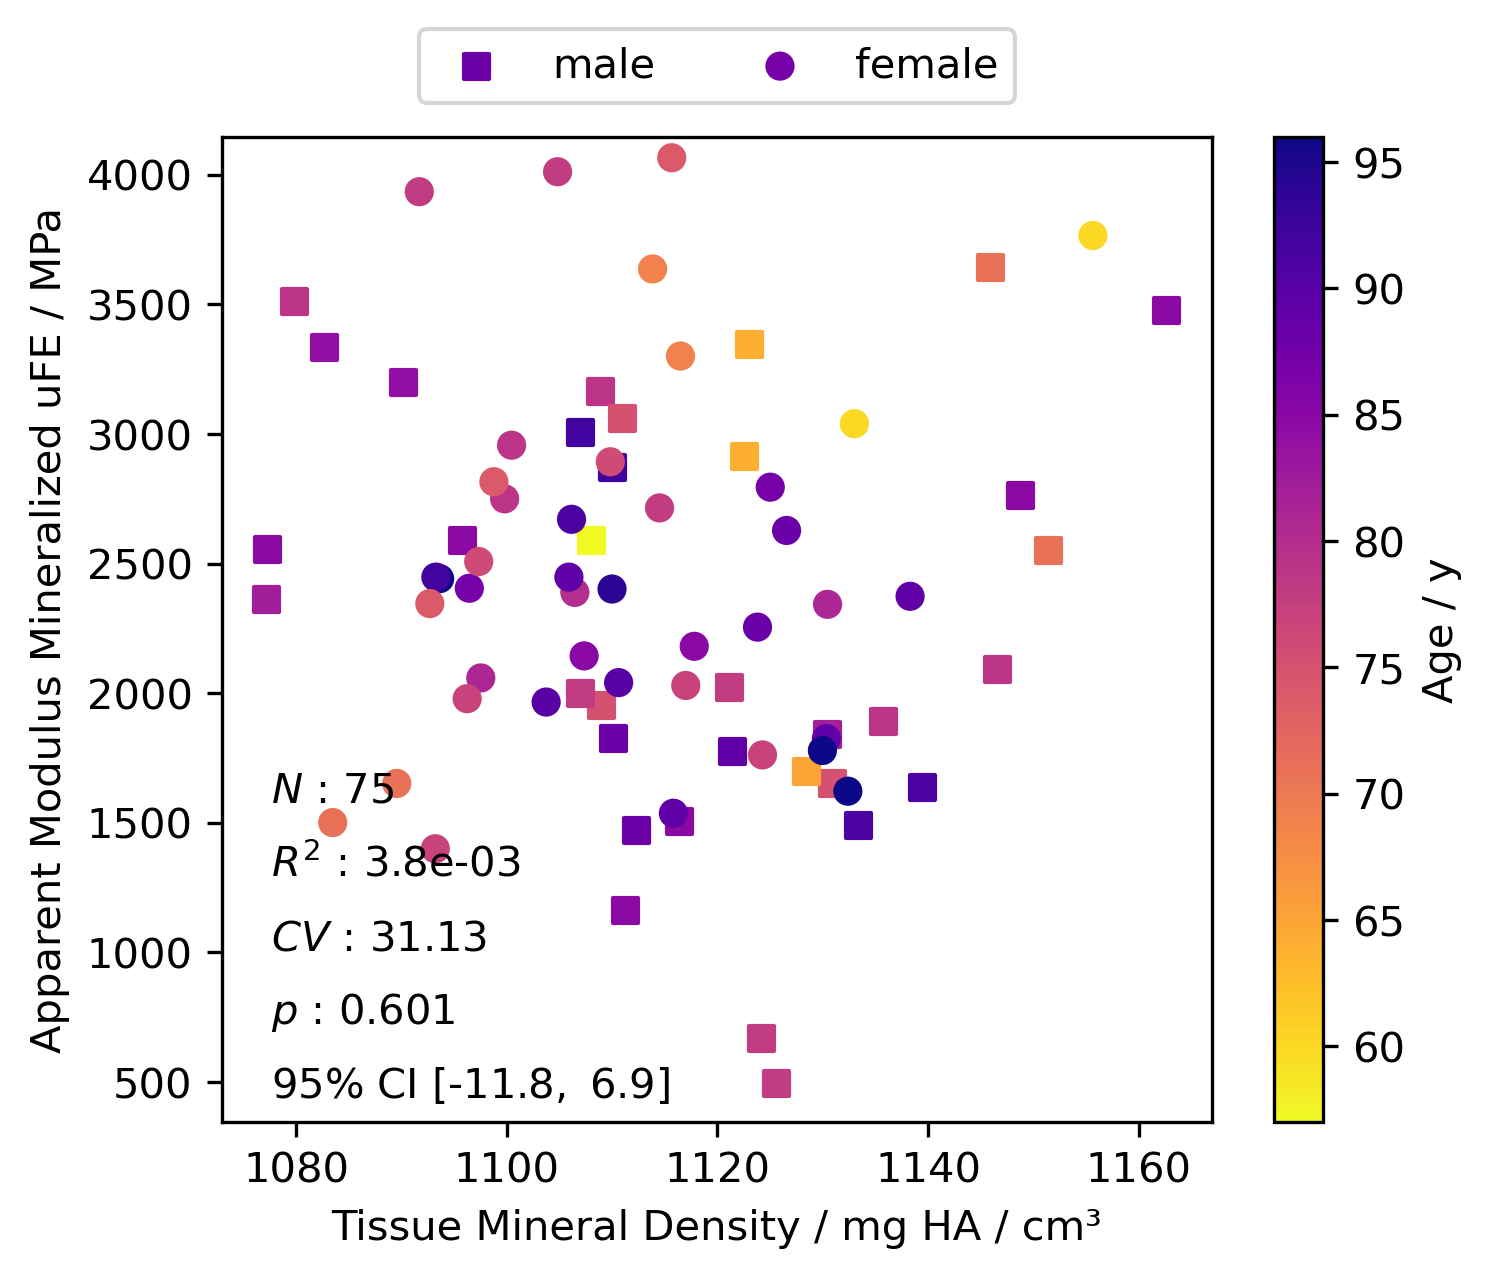 male female
4000
3500
3000
2500
2000
1500
1000
500
Apparent Modulus Mineralized uFE / MPa
N : 75
R² : 3.8e-03
CV : 31.13
p : 0.601
95% CI [-11.8, 6.9]
1080 1100 1120 1140 1160
Tissue Mineral Density / mg HA / cm³
95
90
85
80
75
70
65
60
Age / y